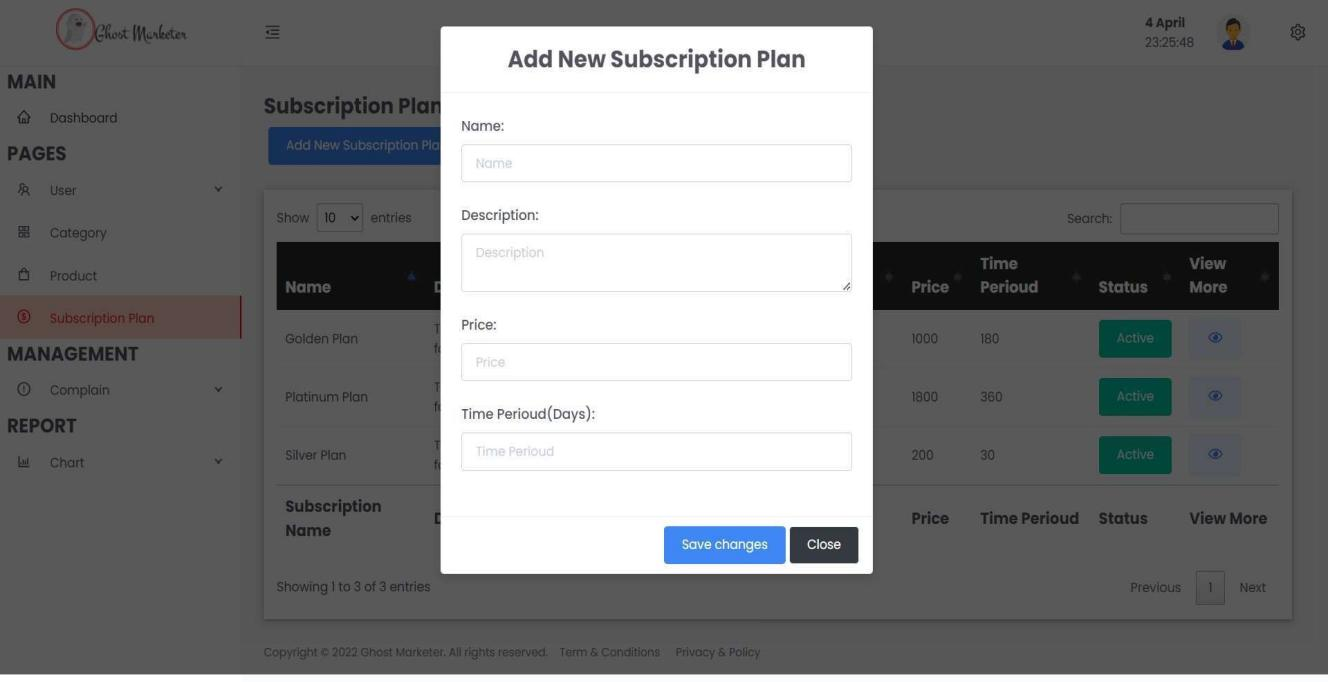 Ghost Marketer
4 April
23:25:48
MAIN
Dashboard
PAGES
User
Category
Product
Subscription Plan
MANAGEMENT
Complain
REPORT
Chart
Subscription Plan
Add New Subscription Pla
Show 10 entries
Search:
Name
Price
Time Perioud
Status
View More
Golden Plan
1000
180
Active
Platinum Plan
1800
360
Active
Silver Plan
200
30
Active
Subscription Name
Price
Time Perioud
Status
View More
Showing 1 to 3 of 3 entries
Previous
1
Next
Copyright © 2022 Ghost Marketer. All rights reserved. Term & Conditions Privacy & Policy
Add New Subscription Plan
Name:
Name
Description:
Description
Price:
Price
Time Perioud(Days):
Time Perioud
Save changes
Close